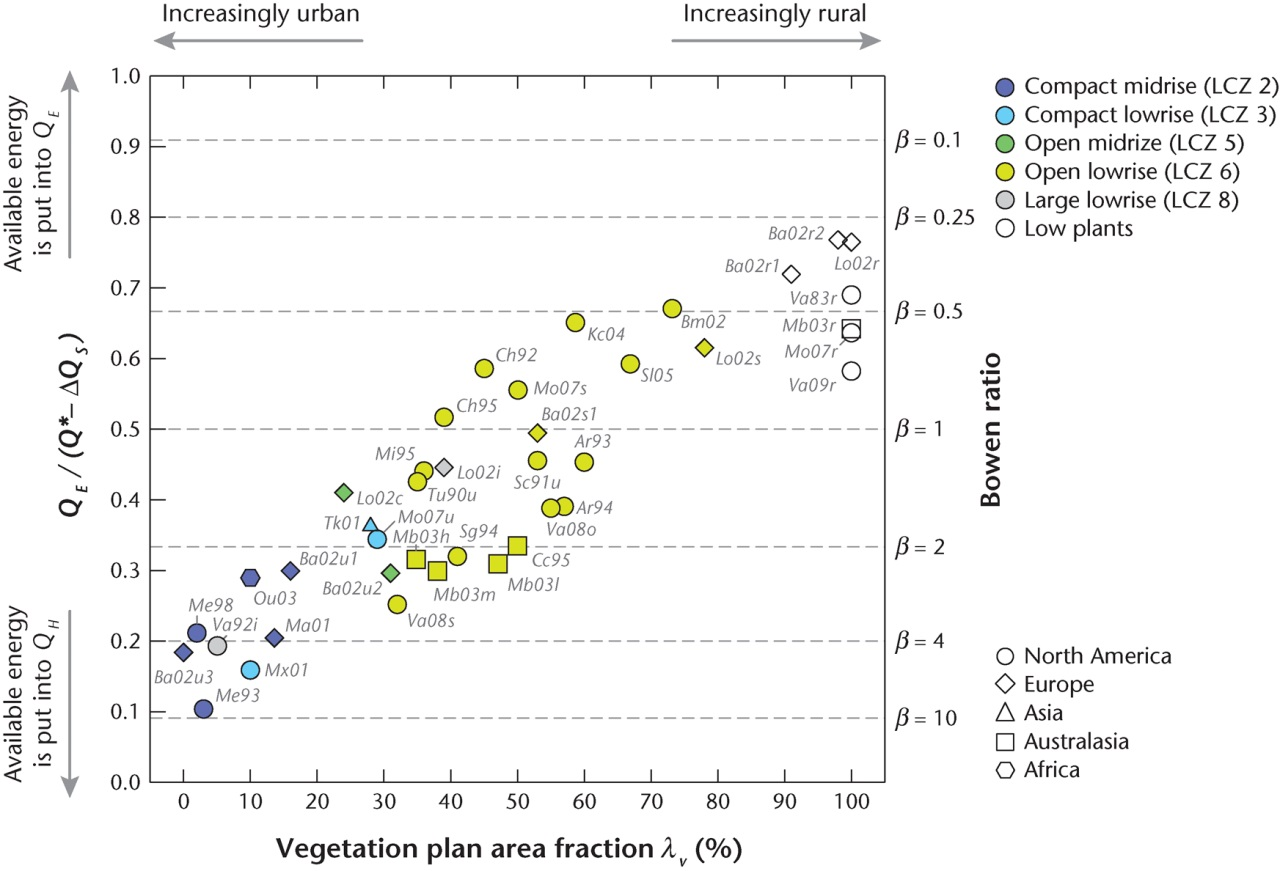 Increasingly urban
Increasingly rural
Available energy
is put into Q_E
Q_E / (Q*– ΔQ_S)
Available energy
is put into Q_H
1.0
0.9
0.8
0.7
0.6
0.5
0.4
0.3
0.2
0.1
0.0
0 10 20 30 40 50 60 70 80 90 100
Vegetation plan area fraction λ_v (%)
β = 0.1
β = 0.25
β = 0.5
β = 1
β = 2
β = 4
β = 10
Bowen ratio
Ba02r2
Lo02r
Ba02r1
Va83r
Mb03r
Mo07r
Va09r
Bm02
Kc04
Lo02s
Sl05
Ch92
Mo07s
Ch95
Ba02s1
Ar93
Mi95
Lo02i
Sc91u
Tu90u
Lo02c
Ar94
Va08o
Tk01
Mo07u
Mb03h
Sg94
Cc95
Ba02u1
Ba02u2
Mb03m
Mb03l
Ou03
Va08s
Me98
Va92i
Ma01
Ba02u3
Mx01
Me93
Compact midrise (LCZ 2)
Compact lowrise (LCZ 3)
Open midrize (LCZ 5)
Open lowrise (LCZ 6)
Large lowrise (LCZ 8)
Low plants
North America
Europe
Asia
Australasia
Africa